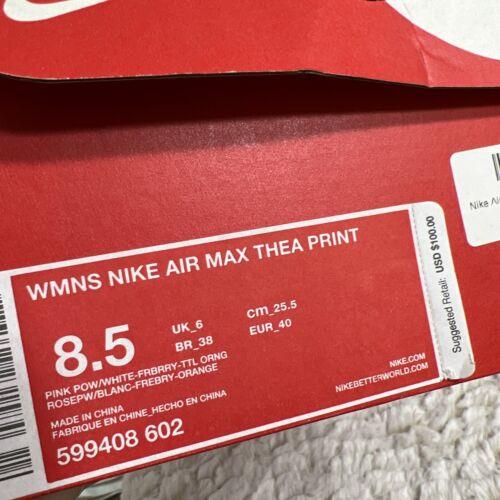 WMNS NIKE AIR MAX THEA PRINT
8.5
UK_6
BR_38
cm_25.5
EUR_40
PINK POW/WHITE-FRBRRY-TTL ORNG
ROSEPW/BLANC-FREBRY-ORANGE
MADE IN CHINA
FABRIQUE EN CHINE_HECHO EN CHINA
599408 602
NIKE.COM
NIKEBETTERWORLD.COM
Suggested Retail: USD $100.00
Nike Air